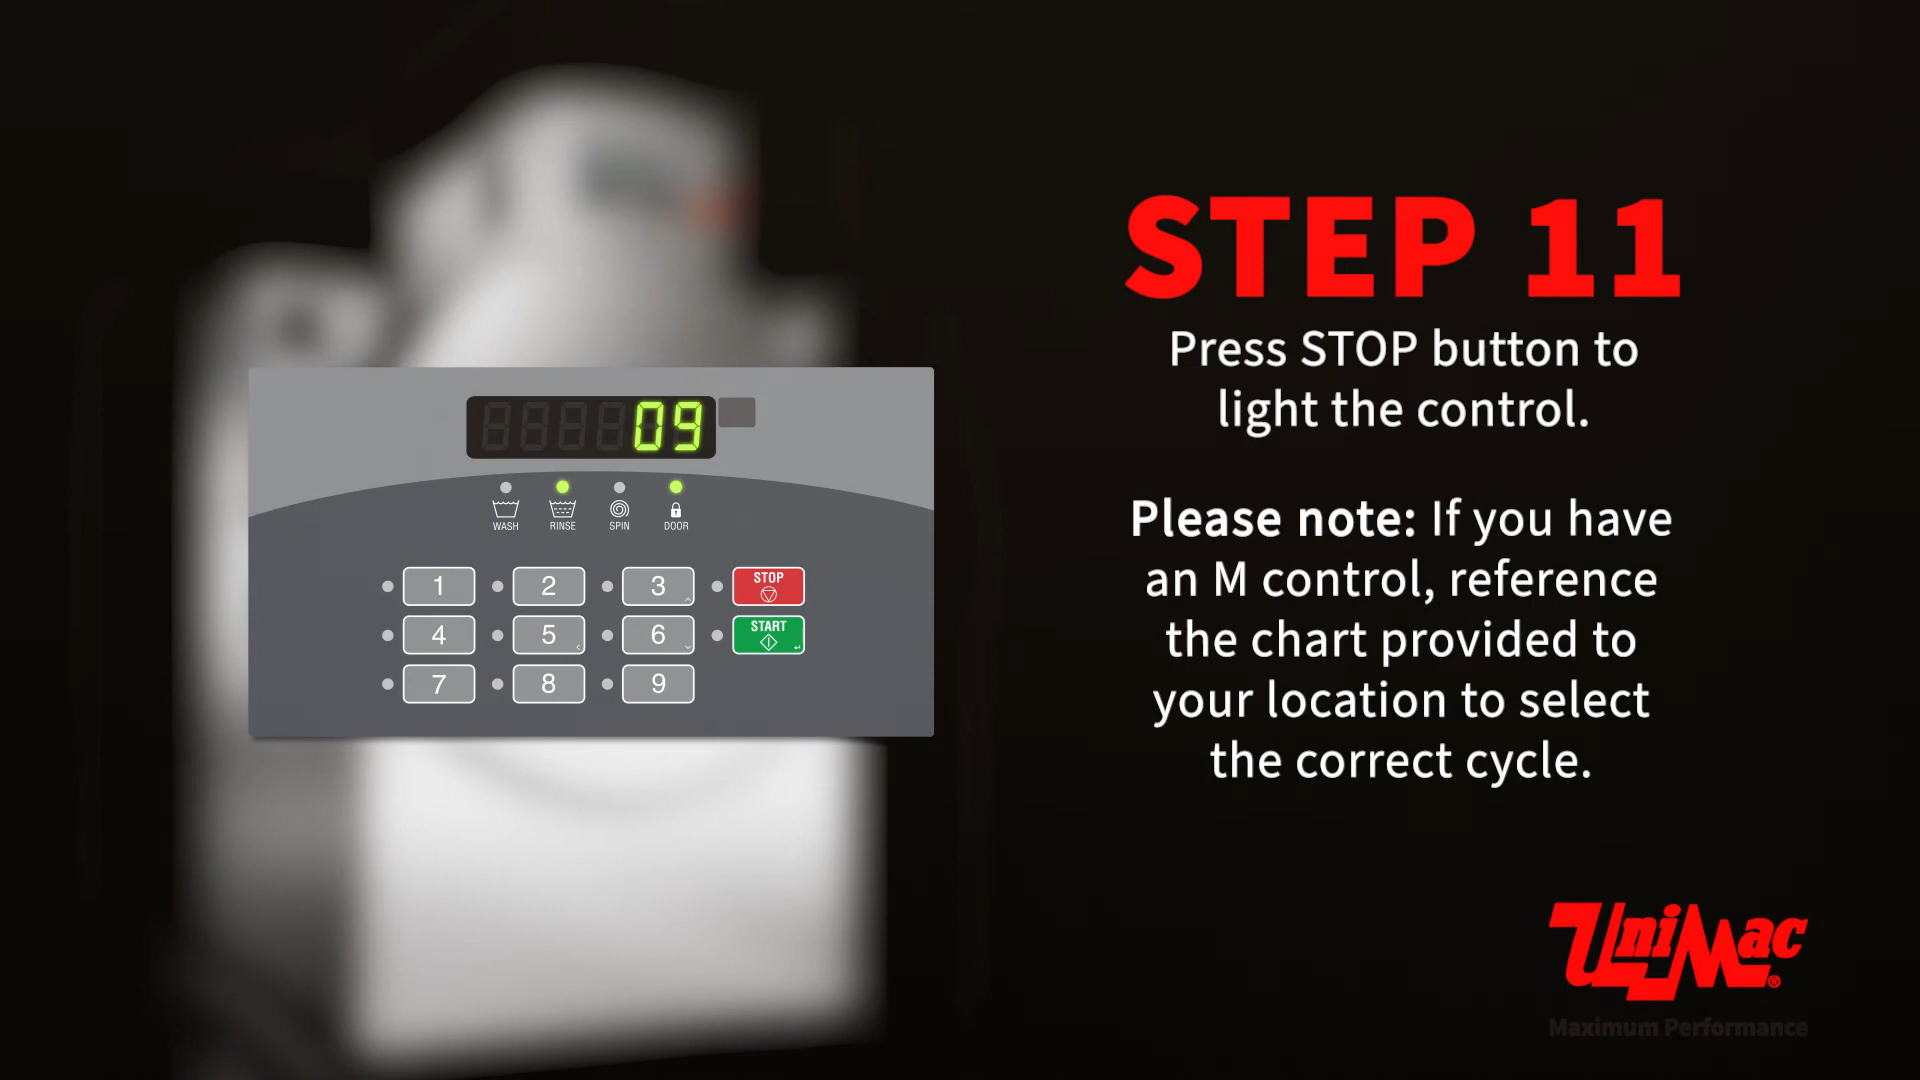 STEP 11
Press STOP button to
light the control.
Please note: If you have
an M control, reference
the chart provided to
your location to select
the correct cycle.
09
WASH RINSE SPIN DOOR
1 2 3 STOP
4 5 6 START
7 8 9
UniMac®
Maximum Performance